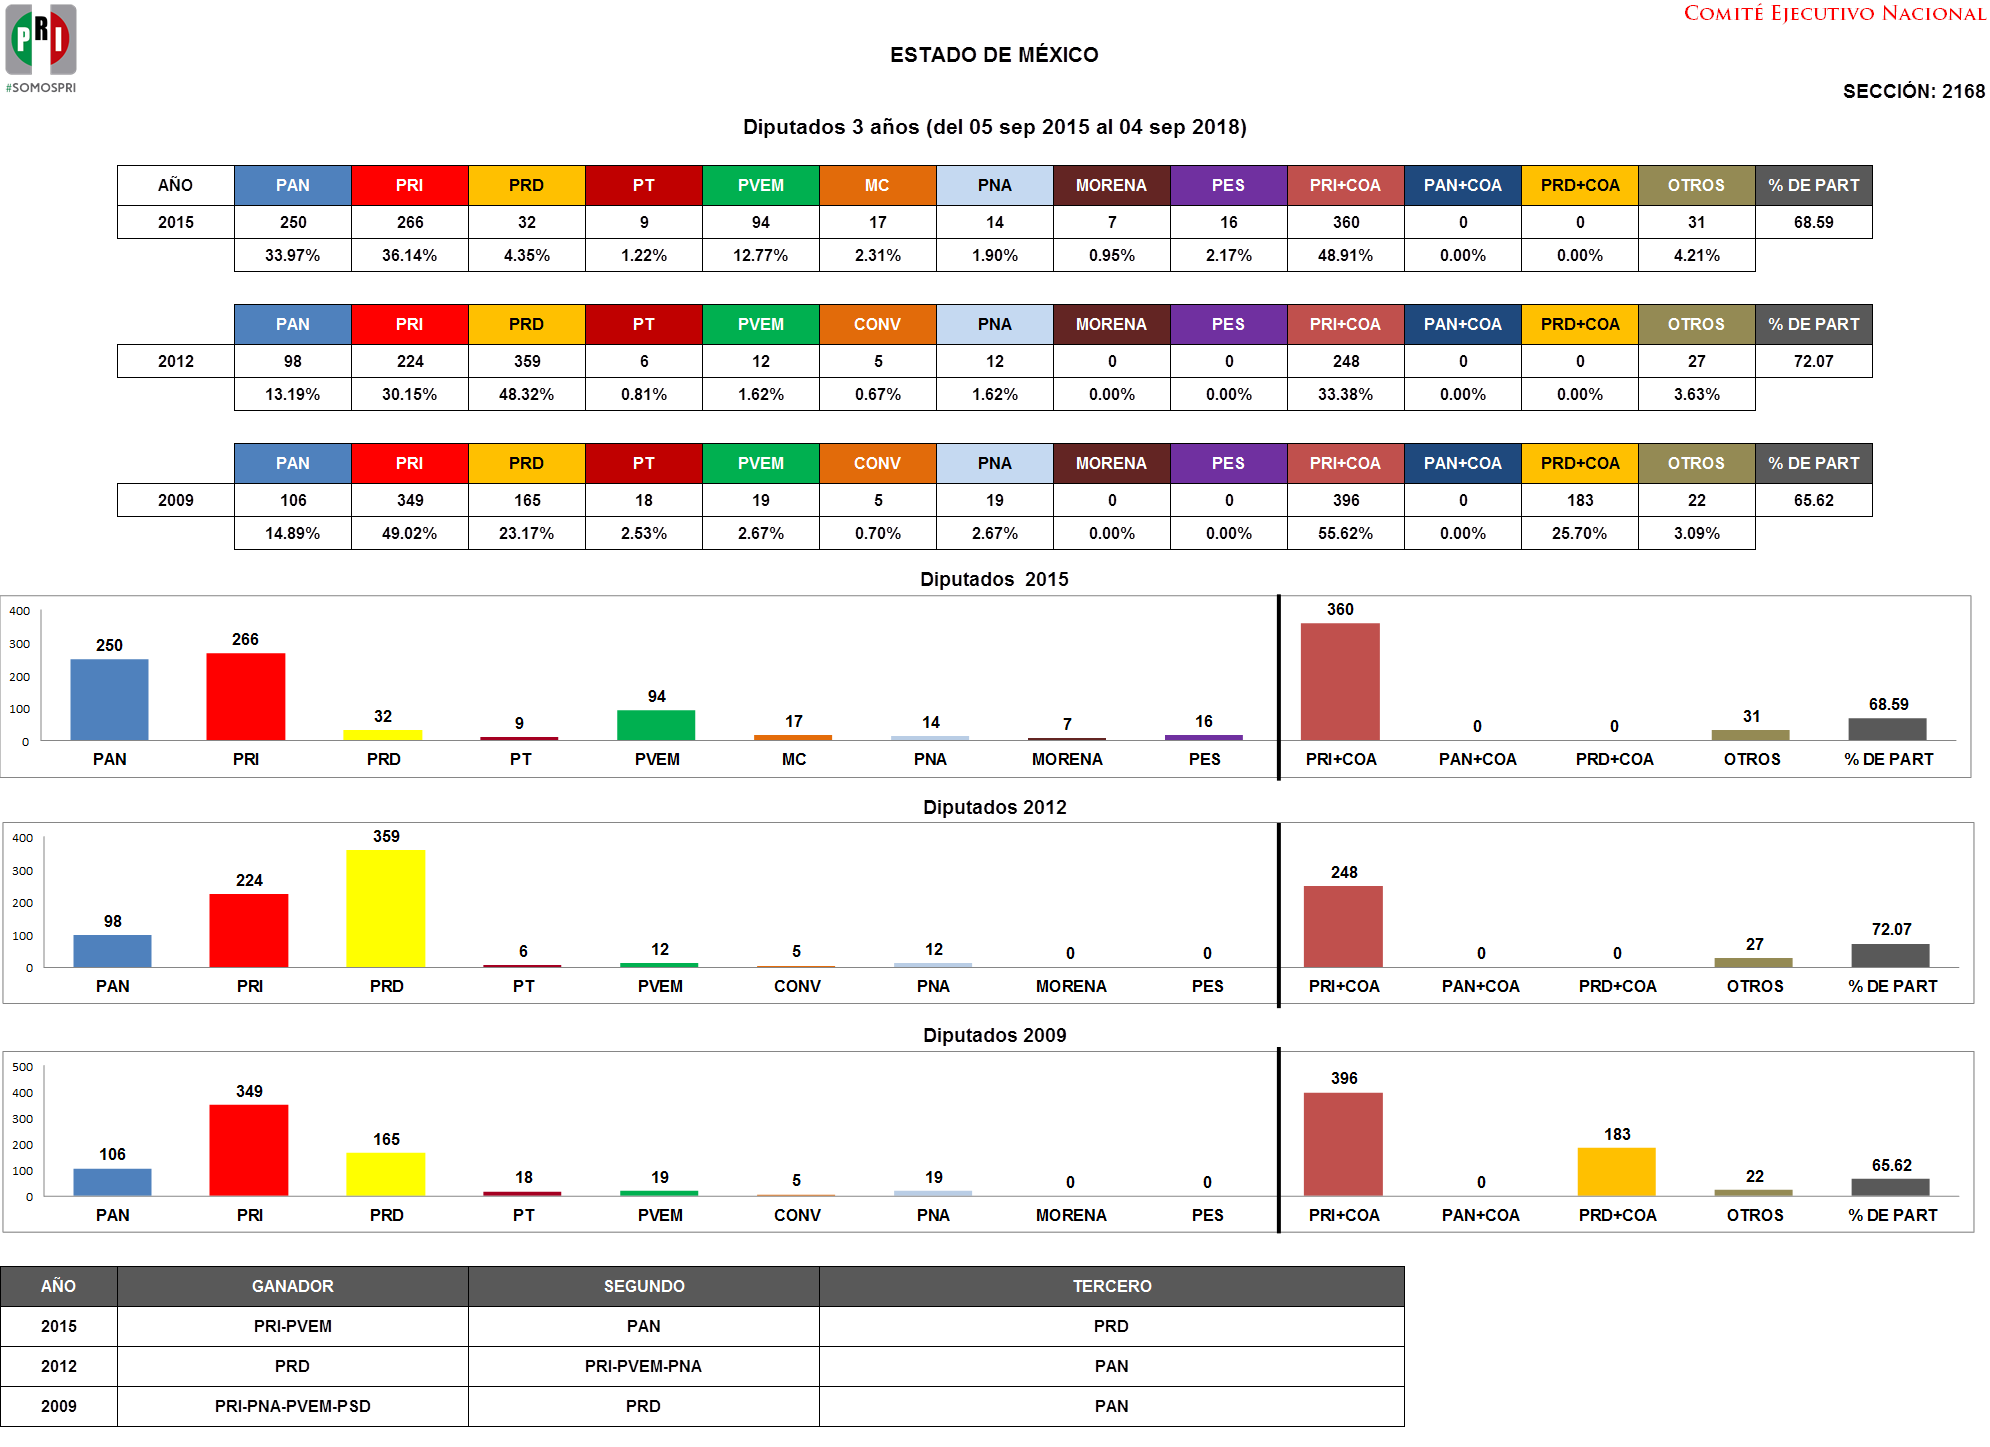 PRI
#SOMOSPRI
COMITÉ EJECUTIVO NACIONAL
ESTADO DE MÉXICO
SECCIÓN: 2168
Diputados 3 años (del 05 sep 2015 al 04 sep 2018)
AÑO PAN PRI PRD PT PVEM MC PNA MORENA PES PRI+COA PAN+COA PRD+COA OTROS % DE PART
2015 250 266 32 9 94 17 14 7 16 360 0 0 31 68.59
33.97% 36.14% 4.35% 1.22% 12.77% 2.31% 1.90% 0.95% 2.17% 48.91% 0.00% 0.00% 4.21%
PAN PRI PRD PT PVEM CONV PNA MORENA PES PRI+COA PAN+COA PRD+COA OTROS % DE PART
2012 98 224 359 6 12 5 12 0 0 248 0 0 27 72.07
13.19% 30.15% 48.32% 0.81% 1.62% 0.67% 1.62% 0.00% 0.00% 33.38% 0.00% 0.00% 3.63%
PAN PRI PRD PT PVEM CONV PNA MORENA PES PRI+COA PAN+COA PRD+COA OTROS % DE PART
2009 106 349 165 18 19 5 19 0 0 396 0 183 22 65.62
14.89% 49.02% 23.17% 2.53% 2.67% 0.70% 2.67% 0.00% 0.00% 55.62% 0.00% 25.70% 3.09%
Diputados 2015
400
300
200
100
0
250 266 32 9 94 17 14 7 16 360 0 0 31 68.59
PAN PRI PRD PT PVEM MC PNA MORENA PES PRI+COA PAN+COA PRD+COA OTROS % DE PART
Diputados 2012
400
300
200
100
0
98 224 359 6 12 5 12 0 0 248 0 0 27 72.07
PAN PRI PRD PT PVEM CONV PNA MORENA PES PRI+COA PAN+COA PRD+COA OTROS % DE PART
Diputados 2009
500
400
300
200
100
0
106 349 165 18 19 5 19 0 0 396 0 183 22 65.62
PAN PRI PRD PT PVEM CONV PNA MORENA PES PRI+COA PAN+COA PRD+COA OTROS % DE PART
AÑO GANADOR SEGUNDO TERCERO
2015 PRI-PVEM PAN PRD
2012 PRD PRI-PVEM-PNA PAN
2009 PRI-PNA-PVEM-PSD PRD PAN